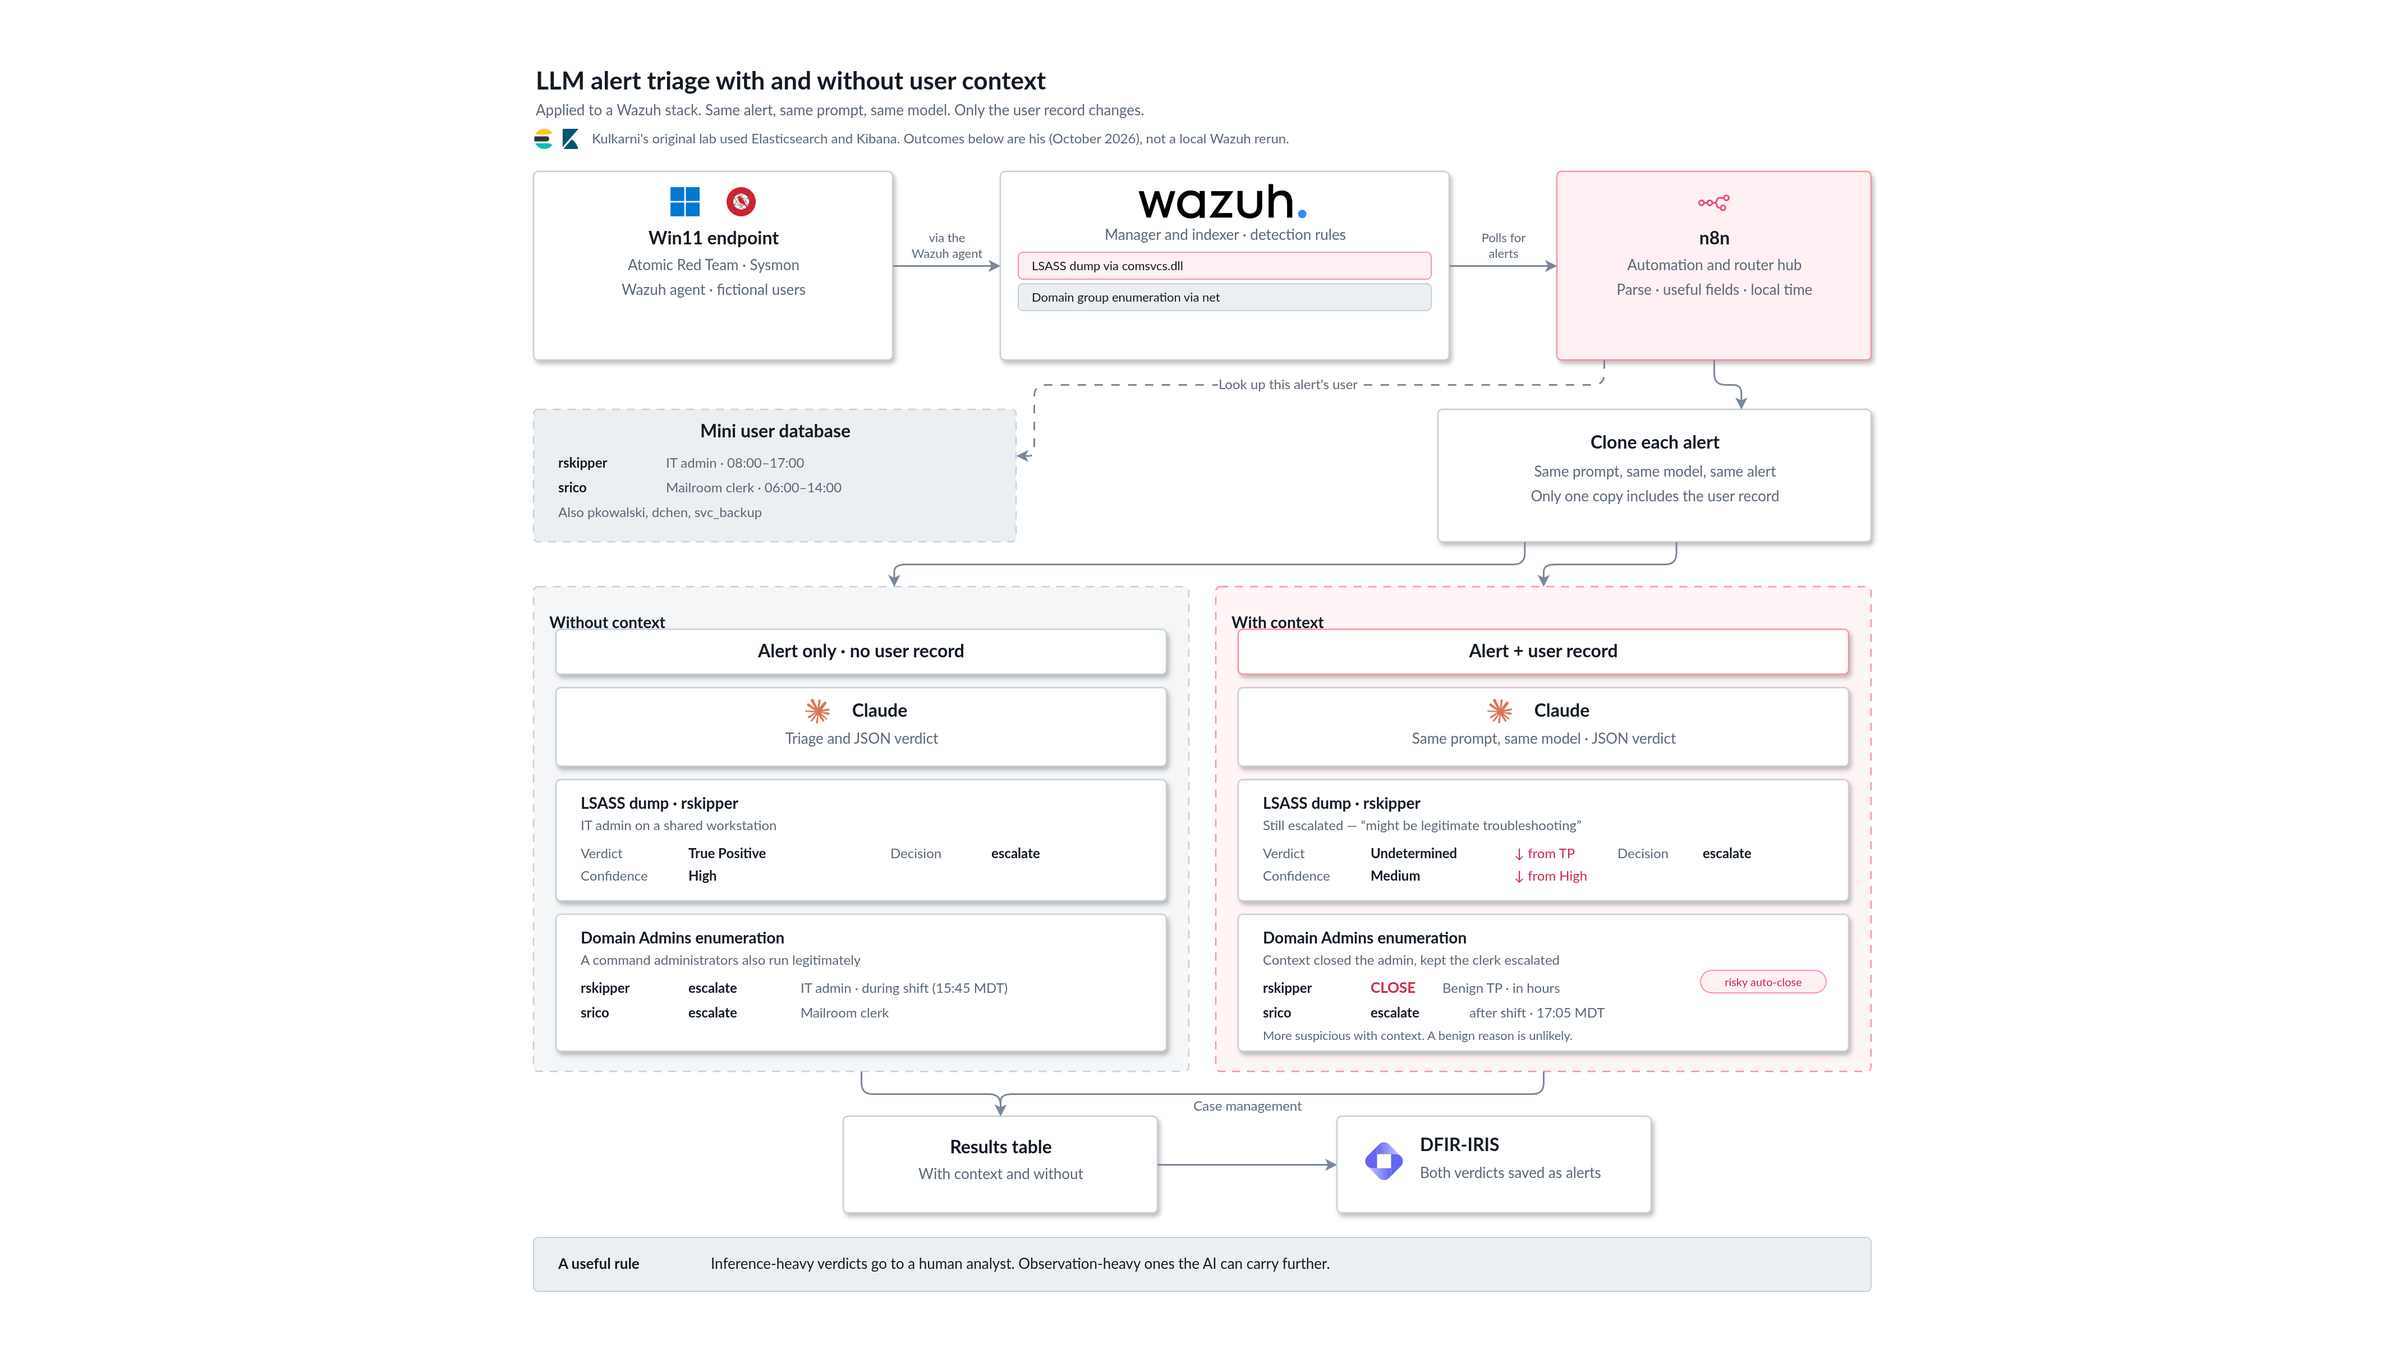 LLM alert triage with and without user context
Applied to a Wazuh stack. Same alert, same prompt, same model. Only the user record changes.
Kulkarni's original lab used Elasticsearch and Kibana. Outcomes below are his (October 2026), not a local Wazuh rerun.
Win11 endpoint
Atomic Red Team · Sysmon
Wazuh agent · fictional users
via the
Wazuh agent
wazuh.
Manager and indexer · detection rules
LSASS dump via comsvcs.dll
Domain group enumeration via net
Polls for
alerts
n8n
Automation and router hub
Parse · useful fields · local time
Look up this alert's user
Mini user database
rskipper IT admin · 08:00–17:00
srico Mailroom clerk · 06:00–14:00
Also pkowalski, dchen, svc_backup
Clone each alert
Same prompt, same model, same alert
Only one copy includes the user record
Without context
Alert only · no user record
Claude
Triage and JSON verdict
LSASS dump · rskipper
IT admin on a shared workstation
Verdict True Positive Decision escalate
Confidence High
Domain Admins enumeration
A command administrators also run legitimately
rskipper escalate IT admin · during shift (15:45 MDT)
srico escalate Mailroom clerk
With context
Alert + user record
Claude
Same prompt, same model · JSON verdict
LSASS dump · rskipper
Still escalated — “might be legitimate troubleshooting”
Verdict Undetermined ↓ from TP Decision escalate
Confidence Medium ↓ from High
Domain Admins enumeration
Context closed the admin, kept the clerk escalated
risky auto-close
rskipper CLOSE Benign TP · in hours
srico escalate after shift · 17:05 MDT
More suspicious with context. A benign reason is unlikely.
Case management
Results table
With context and without
DFIR-IRIS
Both verdicts saved as alerts
A useful rule Inference-heavy verdicts go to a human analyst. Observation-heavy ones the AI can carry further.